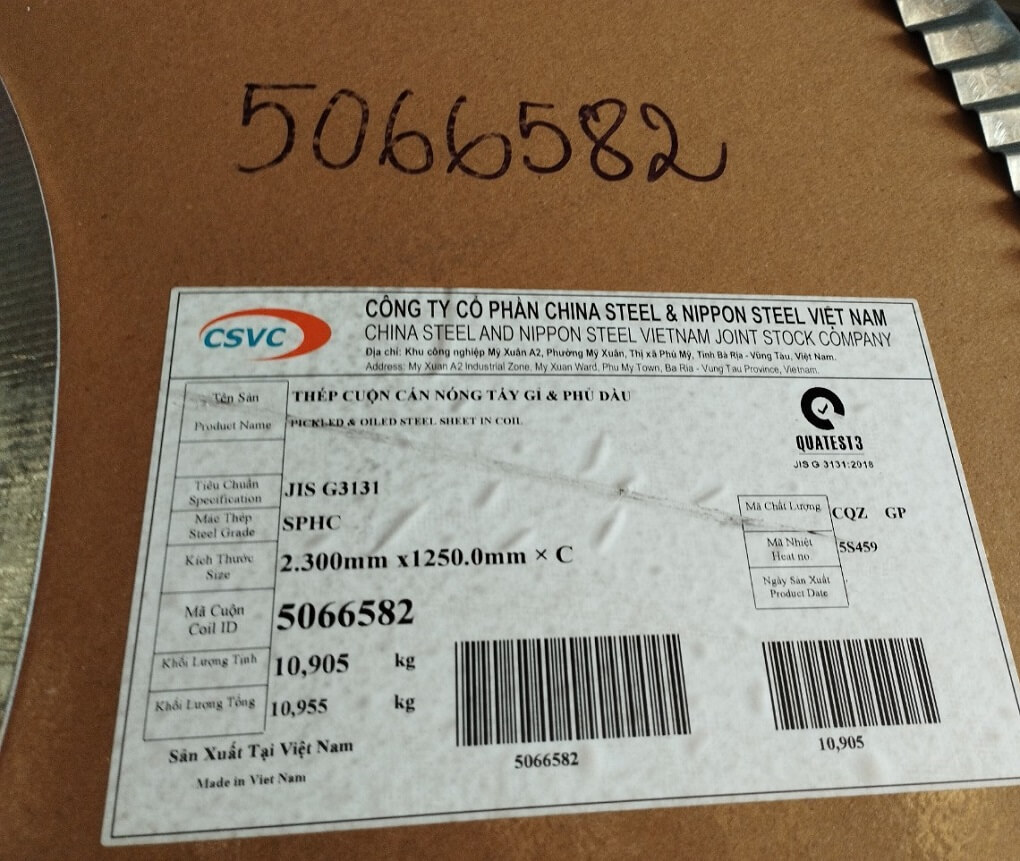 5066582
CSVC
CÔNG TY CỔ PHẦN CHINA STEEL & NIPPON STEEL VIỆT NAM
CHINA STEEL AND NIPPON STEEL VIETNAM JOINT STOCK COMPANY
Địa chỉ: Khu công nghiệp Mỹ Xuân A2, Phường Mỹ Xuân, Thị xã Phú Mỹ, Tỉnh Bà Rịa - Vũng Tàu, Việt Nam.
Address: My Xuan A2 Industrial Zone, My Xuan Ward, Phu My Town, Ba Ria - Vung Tau Province, Vietnam.
Tên Sản THÉP CUỘN CÁN NÓNG TẨY GỈ & PHỦ DẦU
Product Name PICKLED & OILED STEEL SHEET IN COIL
QUATEST3
JIS G 3131:2018
Tiêu Chuẩn
Specification JIS G3131
Mác Thép
Steel Grade SPHC
Kích Thước
Size 2.300mm x1250.0mm × C
Mã Chất Lượng CQZ GP
Mã Nhiệt
Heat no 5S459
Ngày Sản Xuất
Product Date
Mã Cuộn
Coil ID 5066582
Khối Lượng Tịnh 10,905 kg
Khối Lượng Tổng 10,955 kg
5066582
10,905
Sản Xuất Tại Việt Nam
Made in Viet Nam